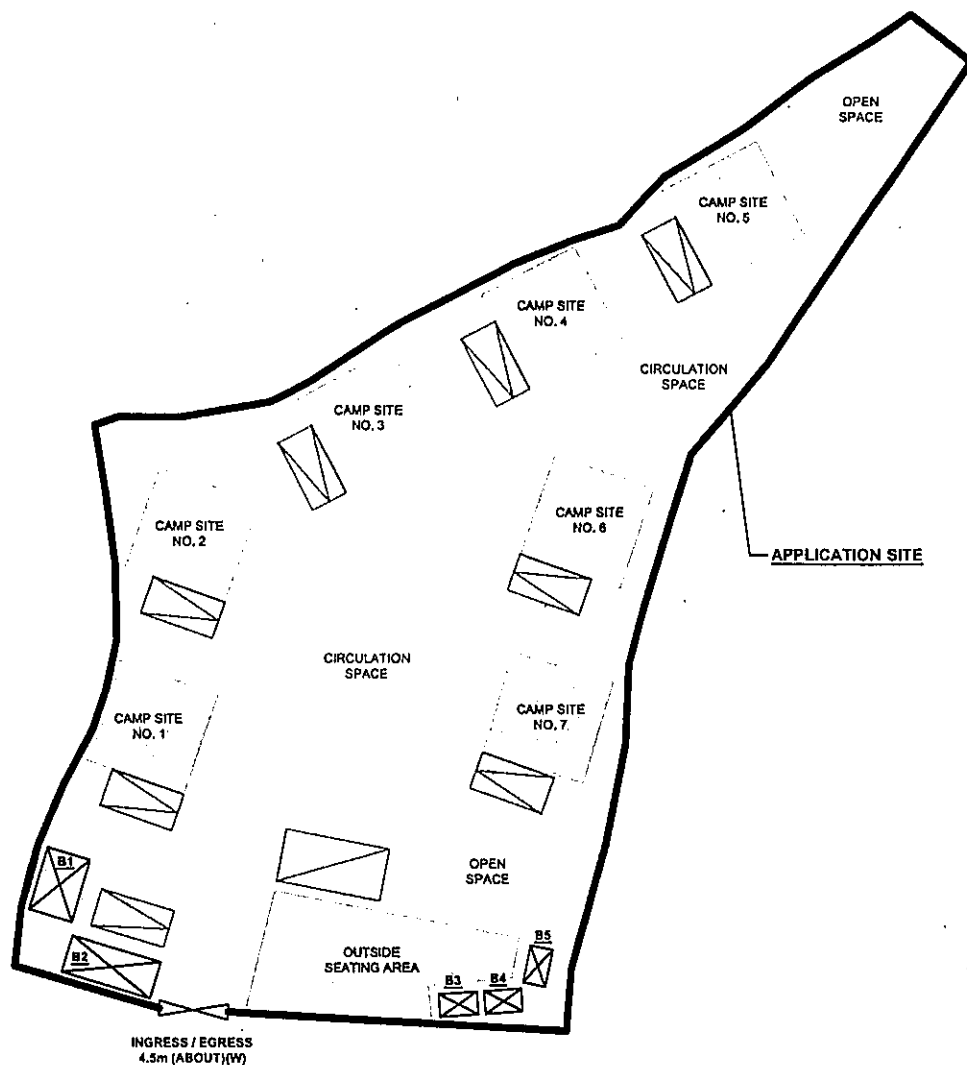 OPEN
SPACE
CAMP SITE
NO. 5
CAMP SITE
NO. 4
CIRCULATION
SPACE
CAMP SITE
NO. 3
CAMP SITE
NO. 2
CAMP SITE
NO. 6
APPLICATION SITE
CIRCULATION
SPACE
CAMP SITE
NO. 1
CAMP SITE
NO. 7
B1
OPEN
SPACE
B2
OUTSIDE
SEATING AREA
B5
B3
B4
INGRESS / EGRESS
4.5m (ABOUT)(W)